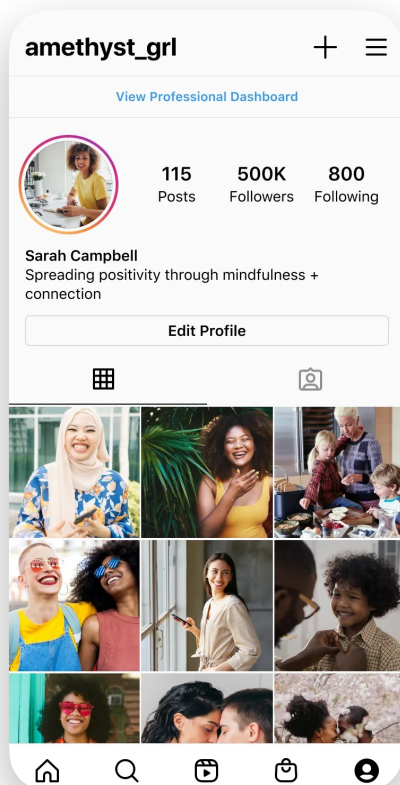 amethyst_grl
View Professional Dashboard
115 500K 800
Posts Followers Following
Sarah Campbell
Spreading positivity through mindfulness +
connection
Edit Profile